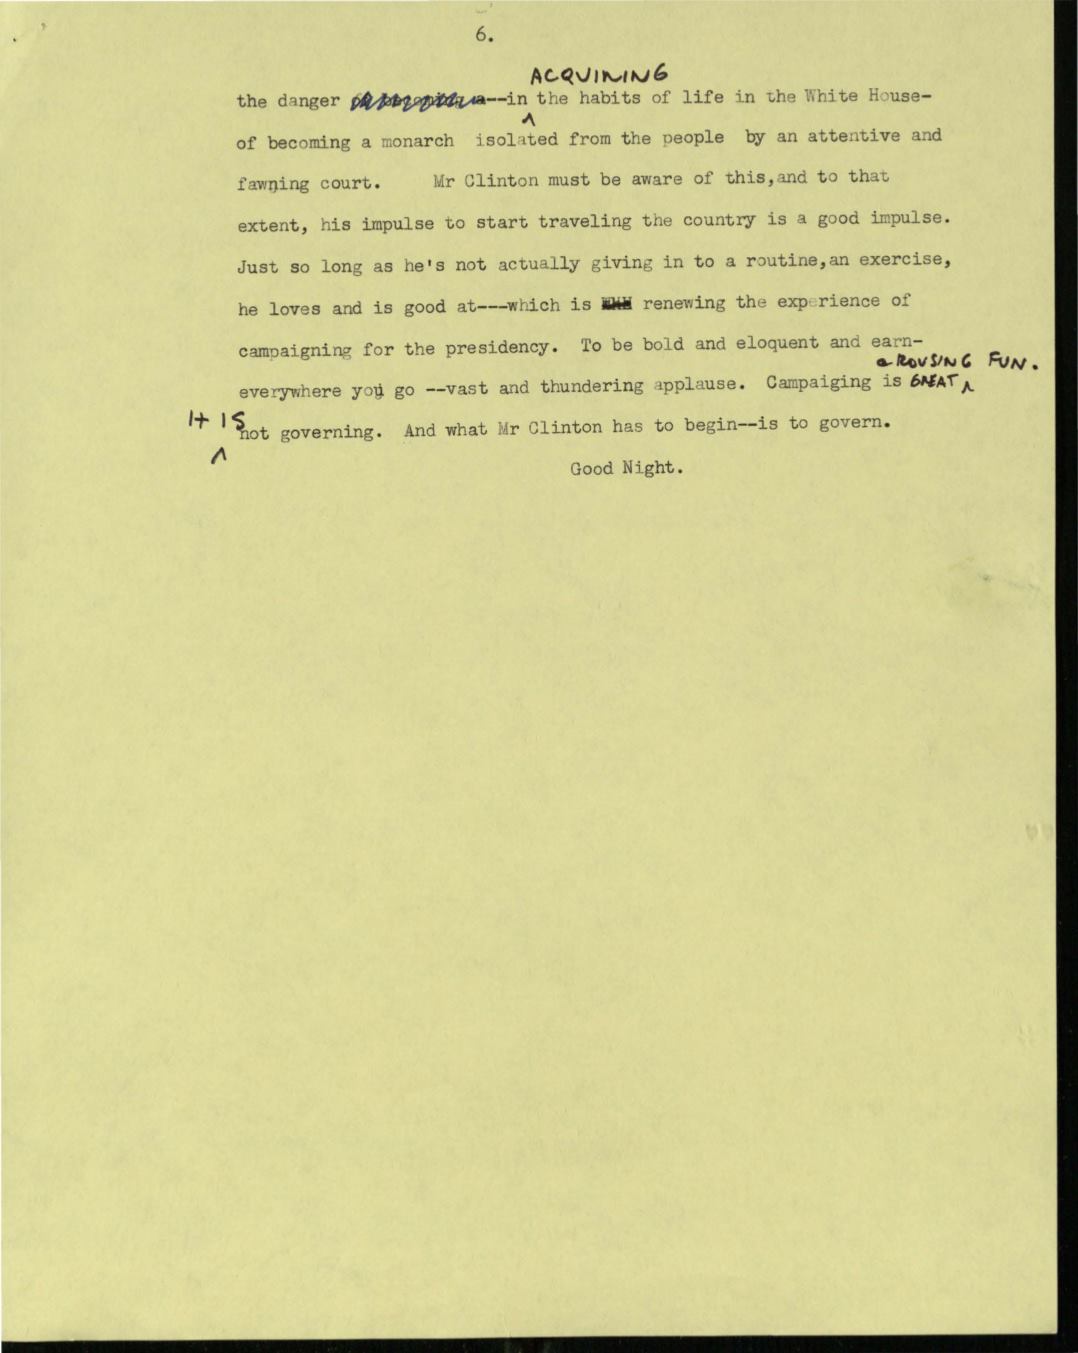 6.
ACQUIRING
the danger --in the habits of life in the White House-
of becoming a monarch isolated from the people by an attentive and
fawning court. Mr Clinton must be aware of this,and to that
extent, his impulse to start traveling the country is a good impulse.
Just so long as he's not actually giving in to a routine,an exercise,
he loves and is good at---which is renewing the experience of
campaigning for the presidency. To be bold and eloquent and earn-
-ROUSING FUN.
everywhere you go --vast and thundering applause. Campaiging is GREAT
It IS
not governing. And what Mr Clinton has to begin--is to govern.
Good Night.